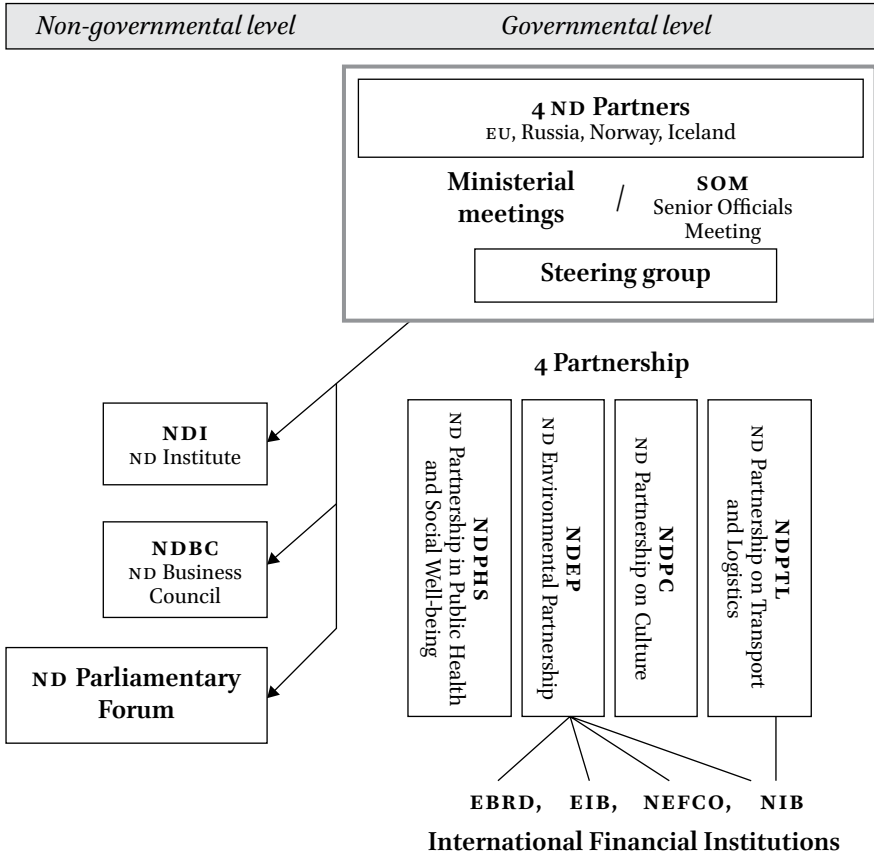 Non-governmental level
Governmental level
4 ND Partners
EU, Russia, Norway, Iceland
Ministerial
meetings
/
SOM
Senior Officials
Meeting
Steering group
4 Partnership
NDI
ND Institute
NDBC
ND Business
Council
ND Parliamentary
Forum
NDPHS
ND Partnership in Public Health
and Social Well-being
NDEP
ND Environmental Partnership
NDPC
ND Partnership on Culture
NDPTL
ND Partnership on Transport
and Logistics
EBRD, EIB, NEFCO, NIB
International Financial Institutions